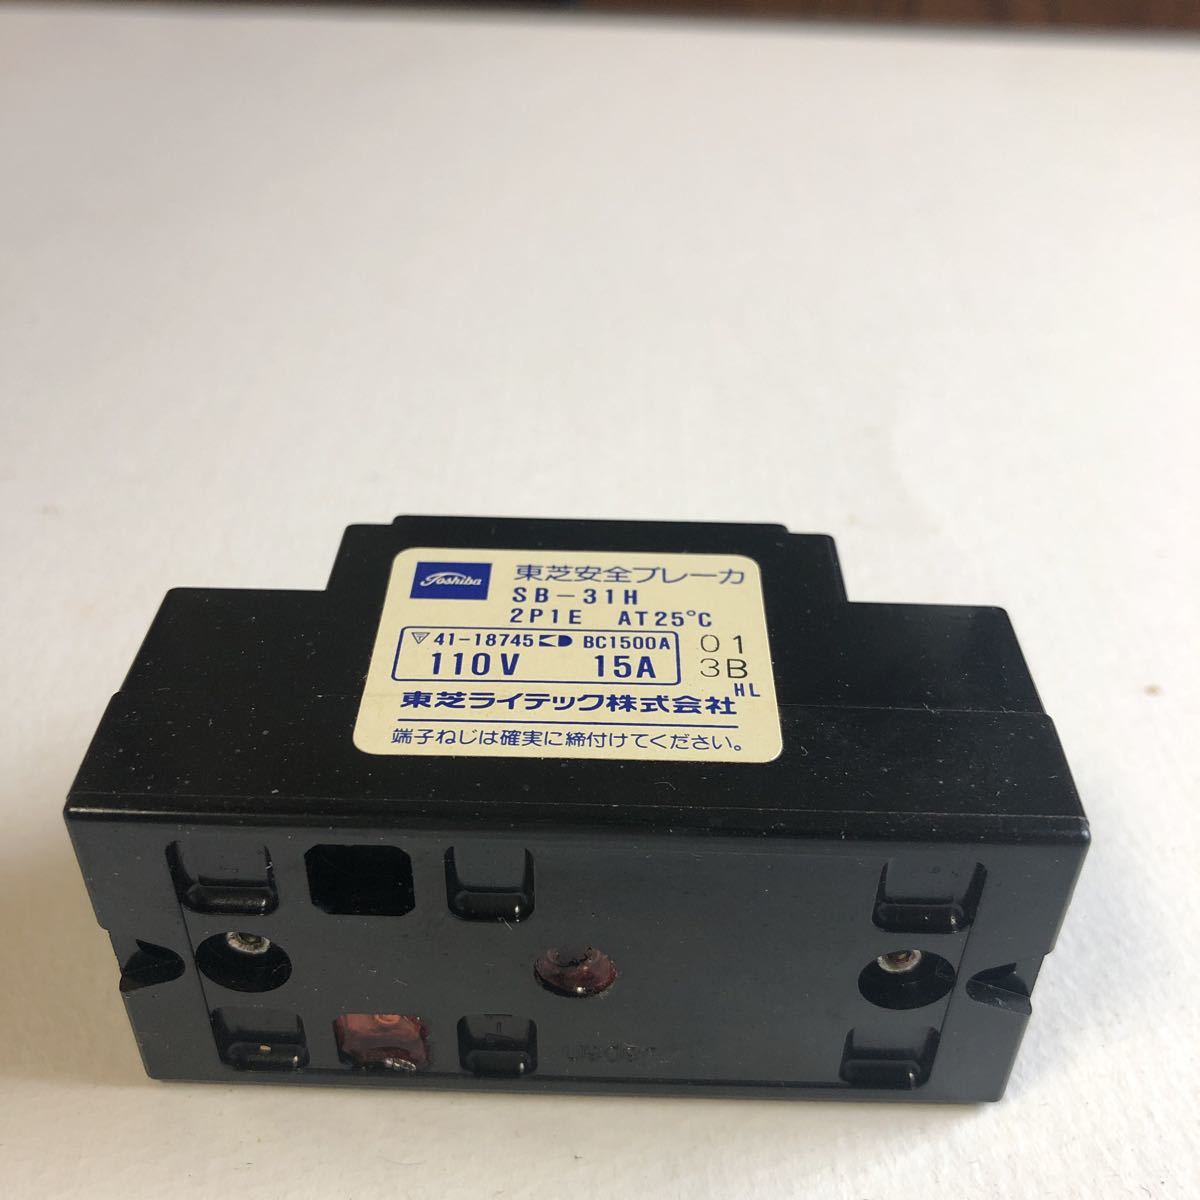 Toshiba 東芝安全ブレーカ
SB-31H
2P1E AT25°C
41-18745 BC1500A 01
110V 15A 3B
HL
東芝ライテック株式会社
端子ねじは確実に締付けてください。